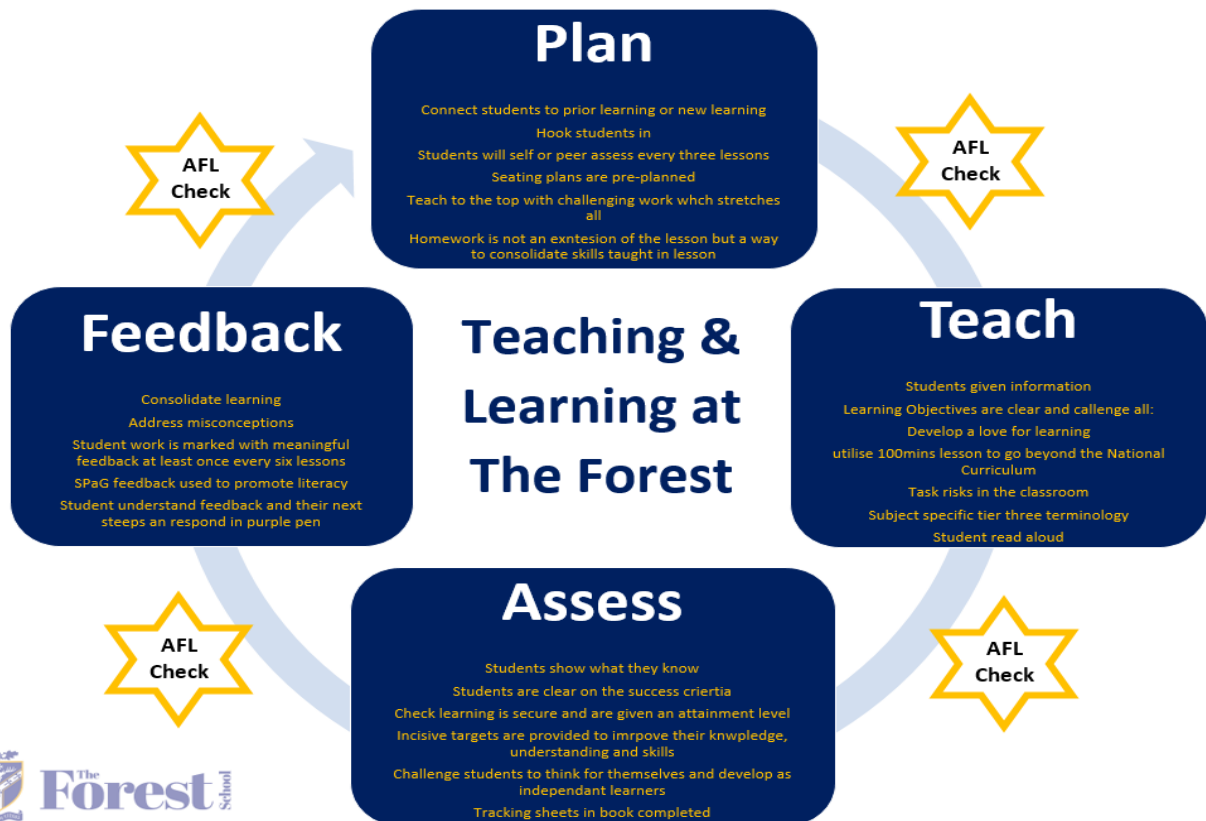 Plan
Connect students to prior learning or new learning
Hook students in
Students will self or peer assess every three lessons
Seating plans are pre-planned
Teach to the top with challenging work whch stretches
all
Homework is not an exntesion of the lesson but a way
to consolidate skills taught in lesson
AFL
Check
AFL
Check
Feedback
Consolidate learning
Address misconceptions
Student work is marked with meaningful
feedback at least once every six lessons
SPaG feedback used to promote literacy
Student understand feedback and their next
steeps an respond in purple pen
Teaching &
Learning at
The Forest
Teach
Students given information
Learning Objectives are clear and callenge all:
Develop a love for learning
utilise 100mins lesson to go beyond the National
Curriculum
Task risks in the classroom
Subject specific tier three terminology
Student read aloud
AFL
Check
AFL
Check
Assess
Students show what they know
Students are clear on the success criertia
Check learning is secure and are given an attainment level
Incisive targets are provided to imrpove their knwpledge,
understanding and skills
Challenge students to think for themselves and develop as
independant learners
Tracking sheets in book completed
The Forest School